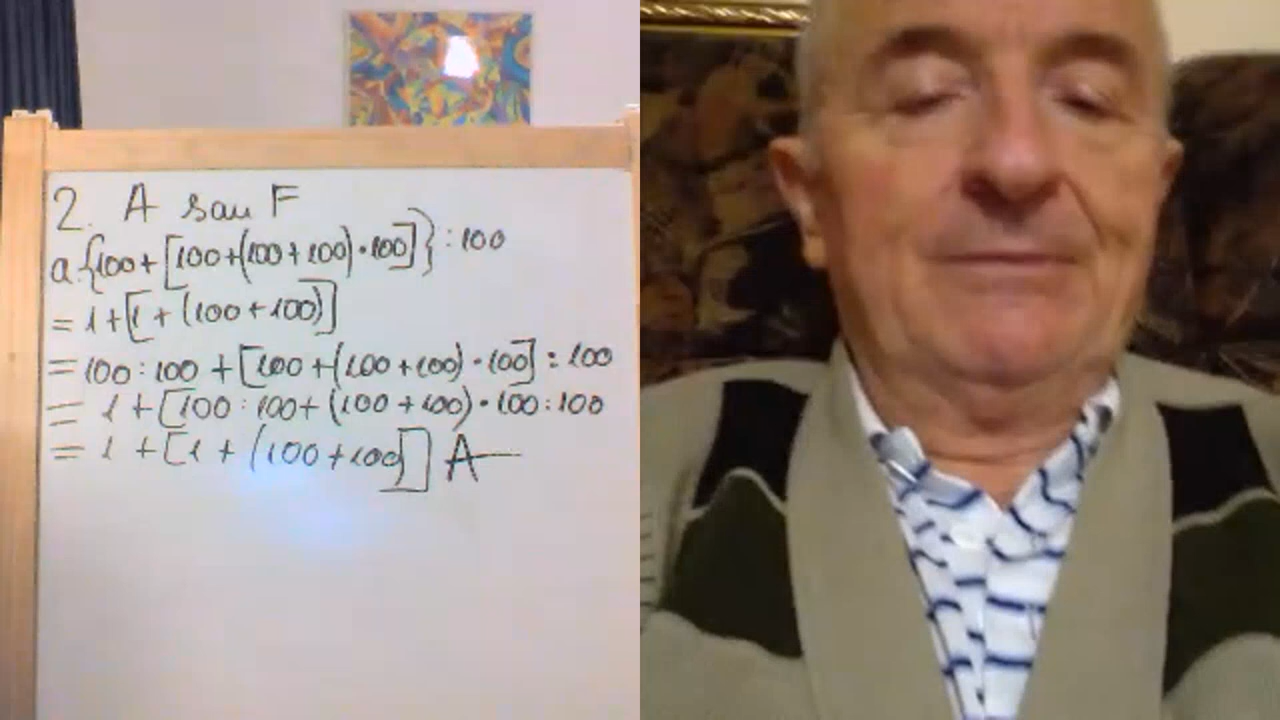 2. A sau F
a. {100+[100+(100+100)•100]} : 100
= 1+[1+(100+100)]
= 100:100 +[100+(100+100)•100] : 100
= 1+[100:100+(100+100)•100:100
= 1+[1+(100+100)] A